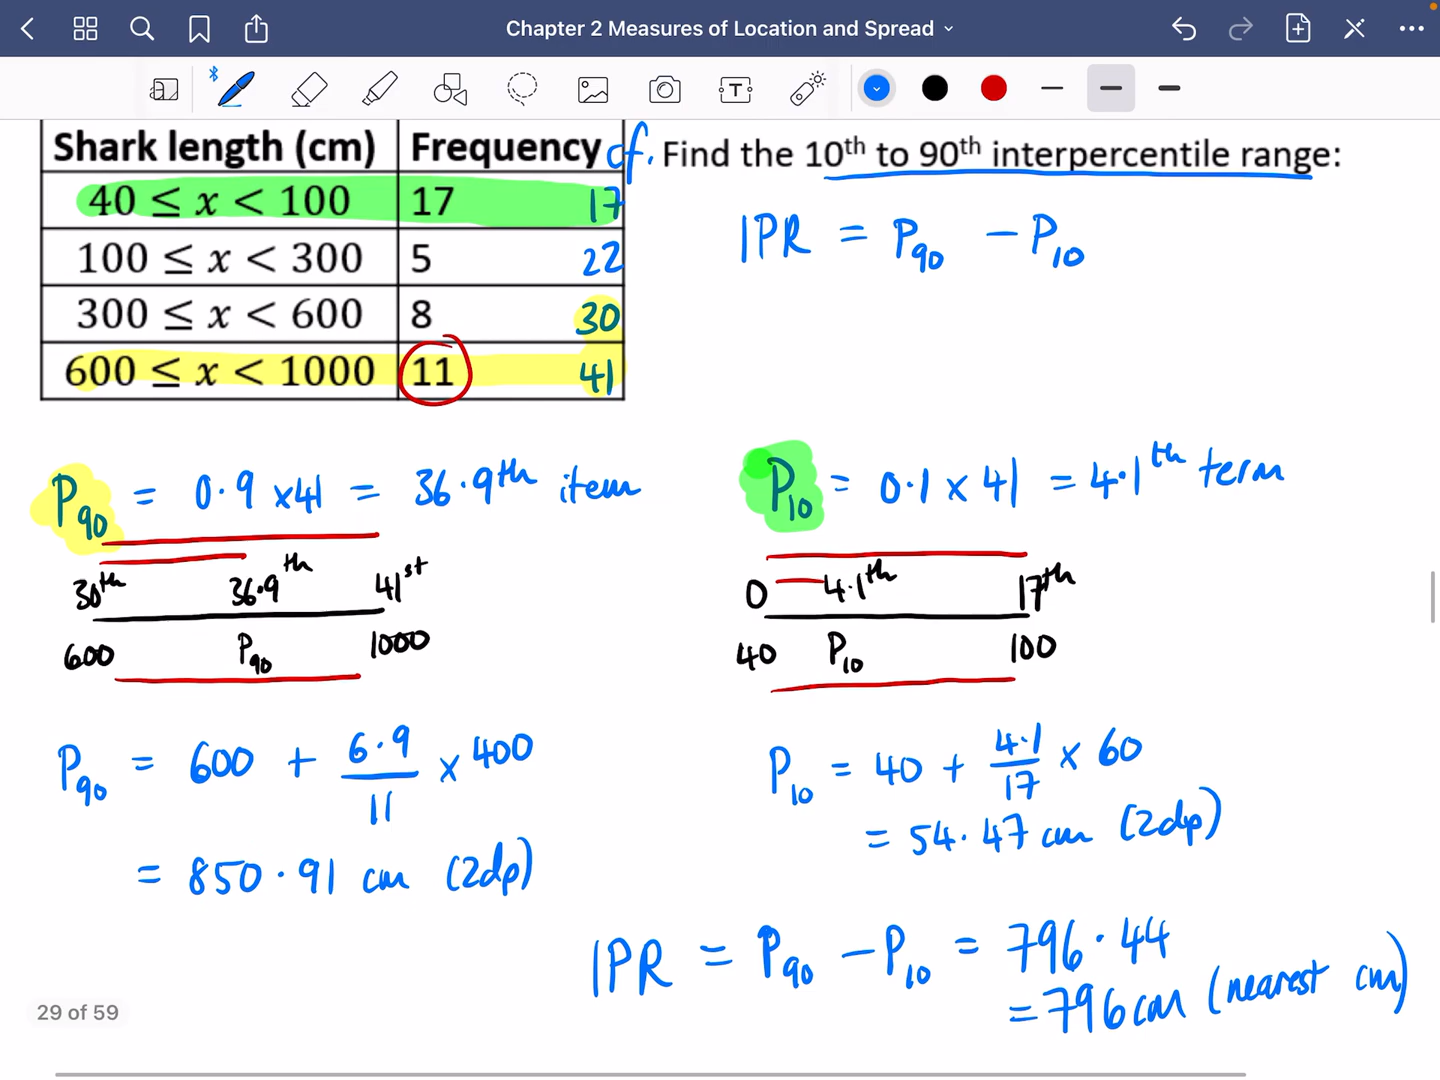 Chapter 2 Measures of Location and Spread
Shark length (cm) Frequency cf.
40 ≤ x < 100 17 17
100 ≤ x < 300 5 22
300 ≤ x < 600 8 30
600 ≤ x < 1000 11 41
Find the 10th to 90th interpercentile range:
IPR = P90 - P10
P90 = 0.9 x 41 = 36.9th item
30th 36.9th 41st
600 P90 1000
P90 = 600 + 6.9/11 x 400
= 850.91 cm (2dp)
P10 = 0.1 x 41 = 4.1th term
0 4.1th 17th
40 P10 100
P10 = 40 + 4.1/17 x 60
= 54.47 cm (2dp)
IPR = P90 - P10 = 796.44
= 796cm (nearest cm)
29 of 59